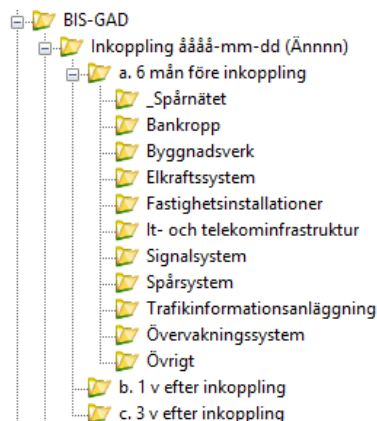 BIS-GAD
Inkoppling åååå-mm-dd (Ännnn)
a. 6 mån före inkoppling
_Spårnätet
Bankropp
Byggnadsverk
Elkraftssystem
Fastighetsinstallationer
It- och telekominfrastruktur
Signalsystem
Spårsystem
Trafikinformationsanläggning
Övervakningssystem
Övrigt
b. 1 v efter inkoppling
c. 3 v efter inkoppling